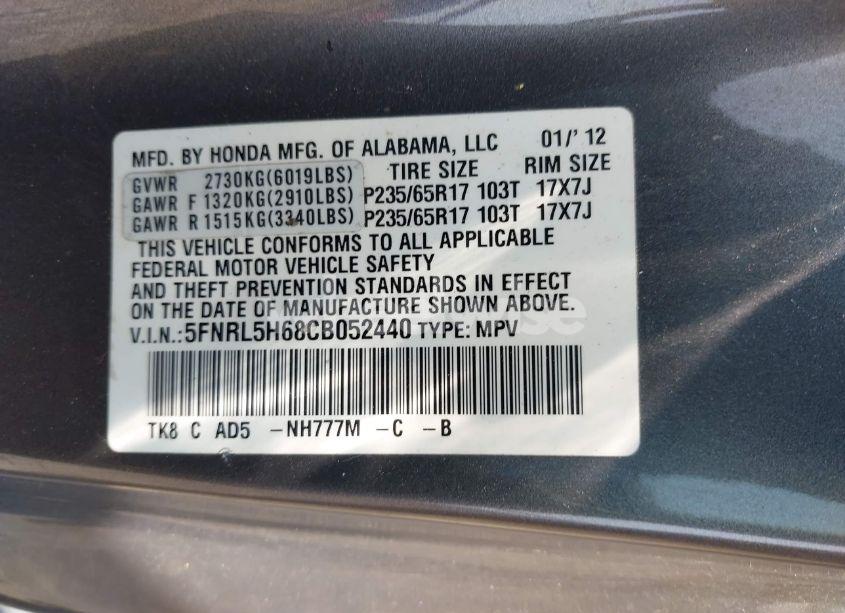 MFD. BY HONDA MFG. OF ALABAMA, LLC 01/' 12
GVWR 2730KG(6019LBS) TIRE SIZE RIM SIZE
GAWR F 1320KG(2910LBS) P235/65R17 103T 17X7J
GAWR R 1515KG(3340LBS) P235/65R17 103T 17X7J
THIS VEHICLE CONFORMS TO ALL APPLICABLE
FEDERAL MOTOR VEHICLE SAFETY
AND THEFT PREVENTION STANDARDS IN EFFECT
ON THE DATE OF MANUFACTURE SHOWN ABOVE.
V.I.N.:5FNRL5H68CB052440 TYPE: MPV
TK8 C AD5 -NH777M -C -B